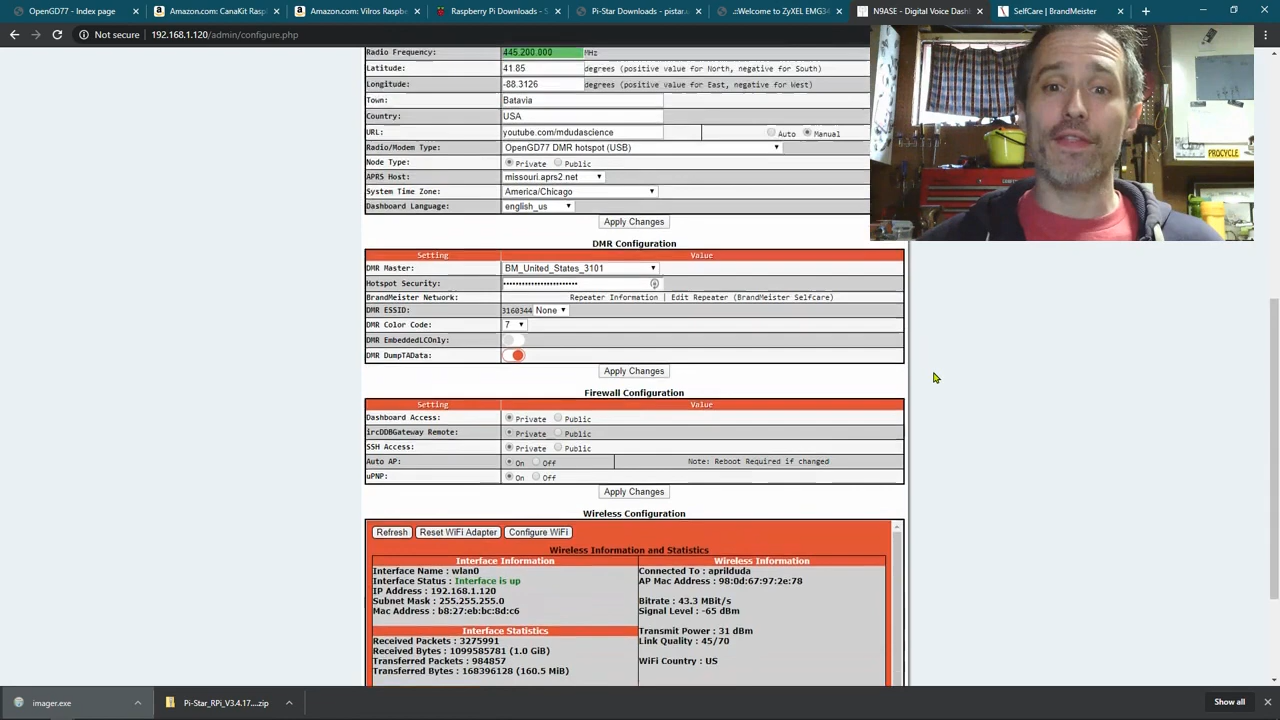 OpenGD77 - Index page
Amazon.com: CanaKit Rasp
Amazon.com: Vilros Raspbe
Raspberry Pi Downloads - S
Pi-Star Downloads - pistar.u
.::Welcome to ZyXEL EMG34
N9ASE - Digital Voice Dash
SelfCare | BrandMeister
Not secure | 192.168.1.120/admin/configure.php
Radio Frequency: 445.200.000 MHz
Latitude: 41.85 degrees (positive value for North, negative for South)
Longitude: -88.3126 degrees (positive value for East, negative for West)
Town: Batavia
Country: USA
URL: youtube.com/mdudascience Auto Manual
Radio/Modem Type: OpenGD77 DMR hotspot (USB)
Node Type: Private Public
APRS Host: missouri.aprs2.net
System Time Zone: America/Chicago
Dashboard Language: english_us
Apply Changes
DMR Configuration
Setting Value
DMR Master: BM_United_States_3101
Hotspot Security:
BrandMeister Network: Repeater Information | Edit Repeater (BrandMeister Selfcare)
DMR ESSID: 3160344 None
DMR Color Code: 7
DMR EmbeddedLCOnly:
DMR DumpTAData:
Apply Changes
Firewall Configuration
Setting Value
Dashboard Access: Private Public
ircDDBGateway Remote: Private Public
SSH Access: Private Public
Auto AP: On Off Note: Reboot Required if changed
uPNP: On Off
Apply Changes
Wireless Configuration
Refresh Reset WiFi Adapter Configure WiFi
Wireless Information and Statistics
Interface Information Wireless Information
Interface Name : wlan0 Connected To : aprilduda
Interface Status : Interface is up AP Mac Address : 98:0d:67:97:2e:78
IP Address : 192.168.1.120
Subnet Mask : 255.255.255.0 Bitrate : 43.3 MBit/s
Mac Address : b8:27:eb:bc:8d:c6 Signal Level : -65 dBm
Interface Statistics Transmit Power : 31 dBm
Received Packets : 3275991 Link Quality : 45/70
Received Bytes : 1099585781 (1.0 GiB)
Transferred Packets : 984857 WiFi Country : US
Transferred Bytes : 168396128 (160.5 MiB)
PROCYCLE
imager.exe
Pi-Star_RPi_V3.4.17....zip
Show all